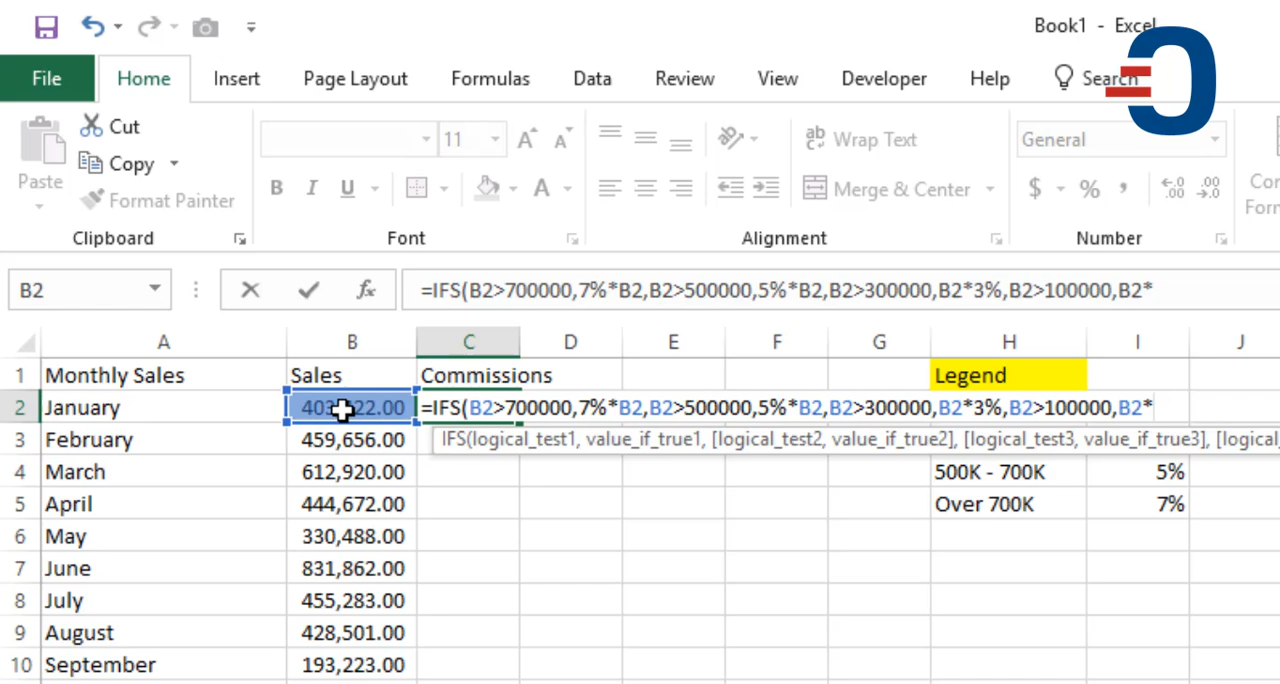 Book1 - Excel
File Home Insert Page Layout Formulas Data Review View Developer Help Search
Cut
Copy
Paste
Format Painter
Clipboard
11
B I U
Font
ab Wrap Text
Merge & Center
Alignment
General
$ % ,
Number
B2
fx
=IFS(B2>700000,7%*B2,B2>500000,5%*B2,B2>300000,B2*3%,B2>100000,B2*
A B C D E F G H I J
1 Monthly Sales Sales Commissions Legend
2 January =IFS(B2>700000,7%*B2,B2>500000,5%*B2,B2>300000,B2*3%,B2>100000,B2*
3 February 459,656.00 IFS(logical_test1, value_if_true1, [logical_test2, value_if_true2], [logical_test3, value_if_true3], [logical_
4 March 612,920.00 500K - 700K 5%
5 April 444,672.00 Over 700K 7%
6 May 330,488.00
7 June 831,862.00
8 July 455,283.00
9 August 428,501.00
10 September 193,223.00